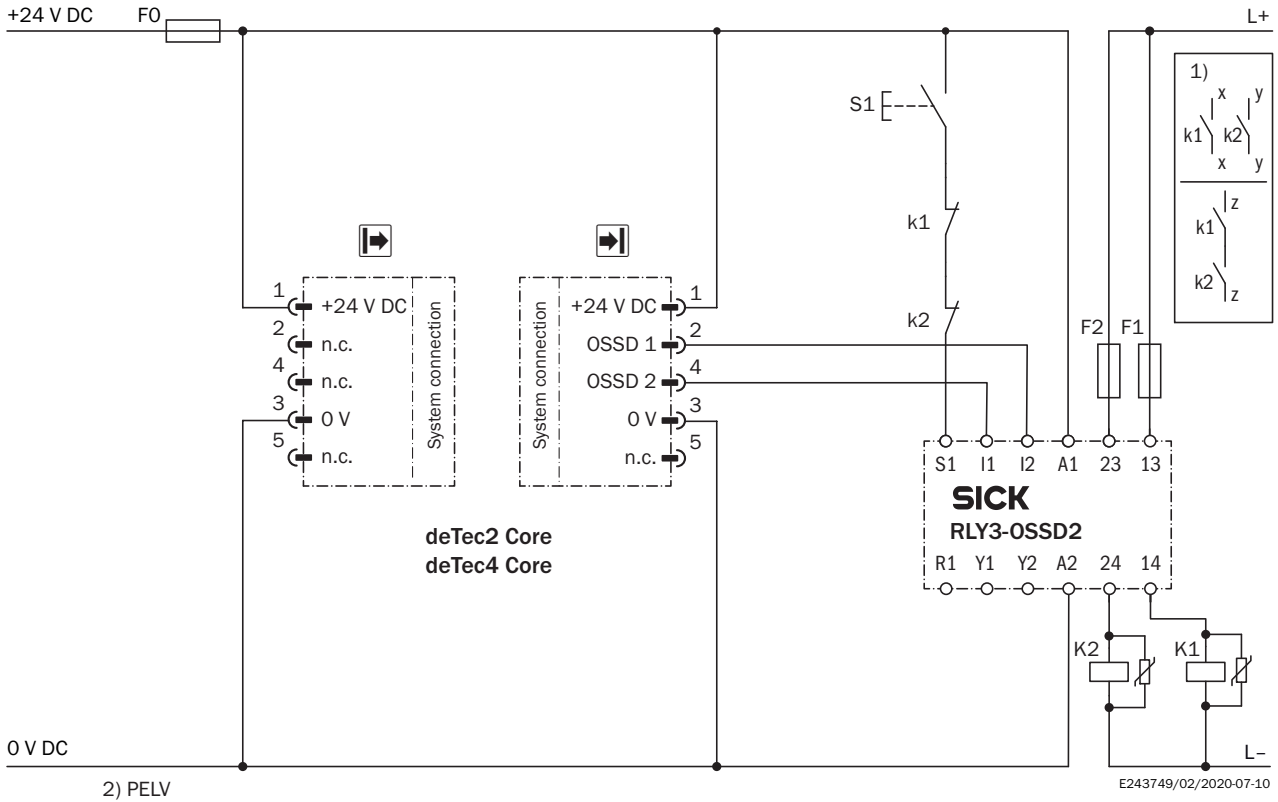 +24 V DC
F0
L+
1)
x
y
k1
k2
x
y
z
k1
k2
z
S1
k1
k2
F2
F1
1
+24 V DC
2
n.c.
4
n.c.
3
0 V
5
n.c.
System connection
System connection
+24 V DC
1
OSSD 1
2
OSSD 2
4
0 V
3
n.c.
5
deTec2 Core
deTec4 Core
S1
I1
I2
A1
23
13
SICK
RLY3-OSSD2
R1
Y1
Y2
A2
24
14
K2
K1
0 V DC
L–
2) PELV
E243749/02/2020-07-10